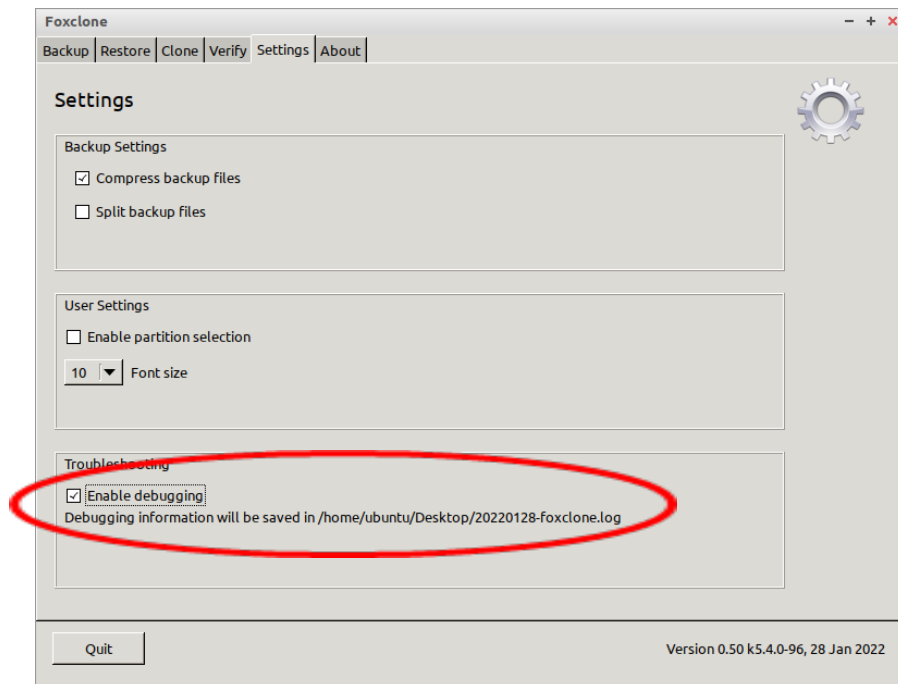 Foxclone
Backup Restore Clone Verify Settings About
Settings
Backup Settings
Compress backup files
Split backup files
User Settings
Enable partition selection
10 Font size
Troubleshooting
Enable debugging
Debugging information will be saved in /home/ubuntu/Desktop/20220128-foxclone.log
Quit
Version 0.50 k5.4.0-96, 28 Jan 2022